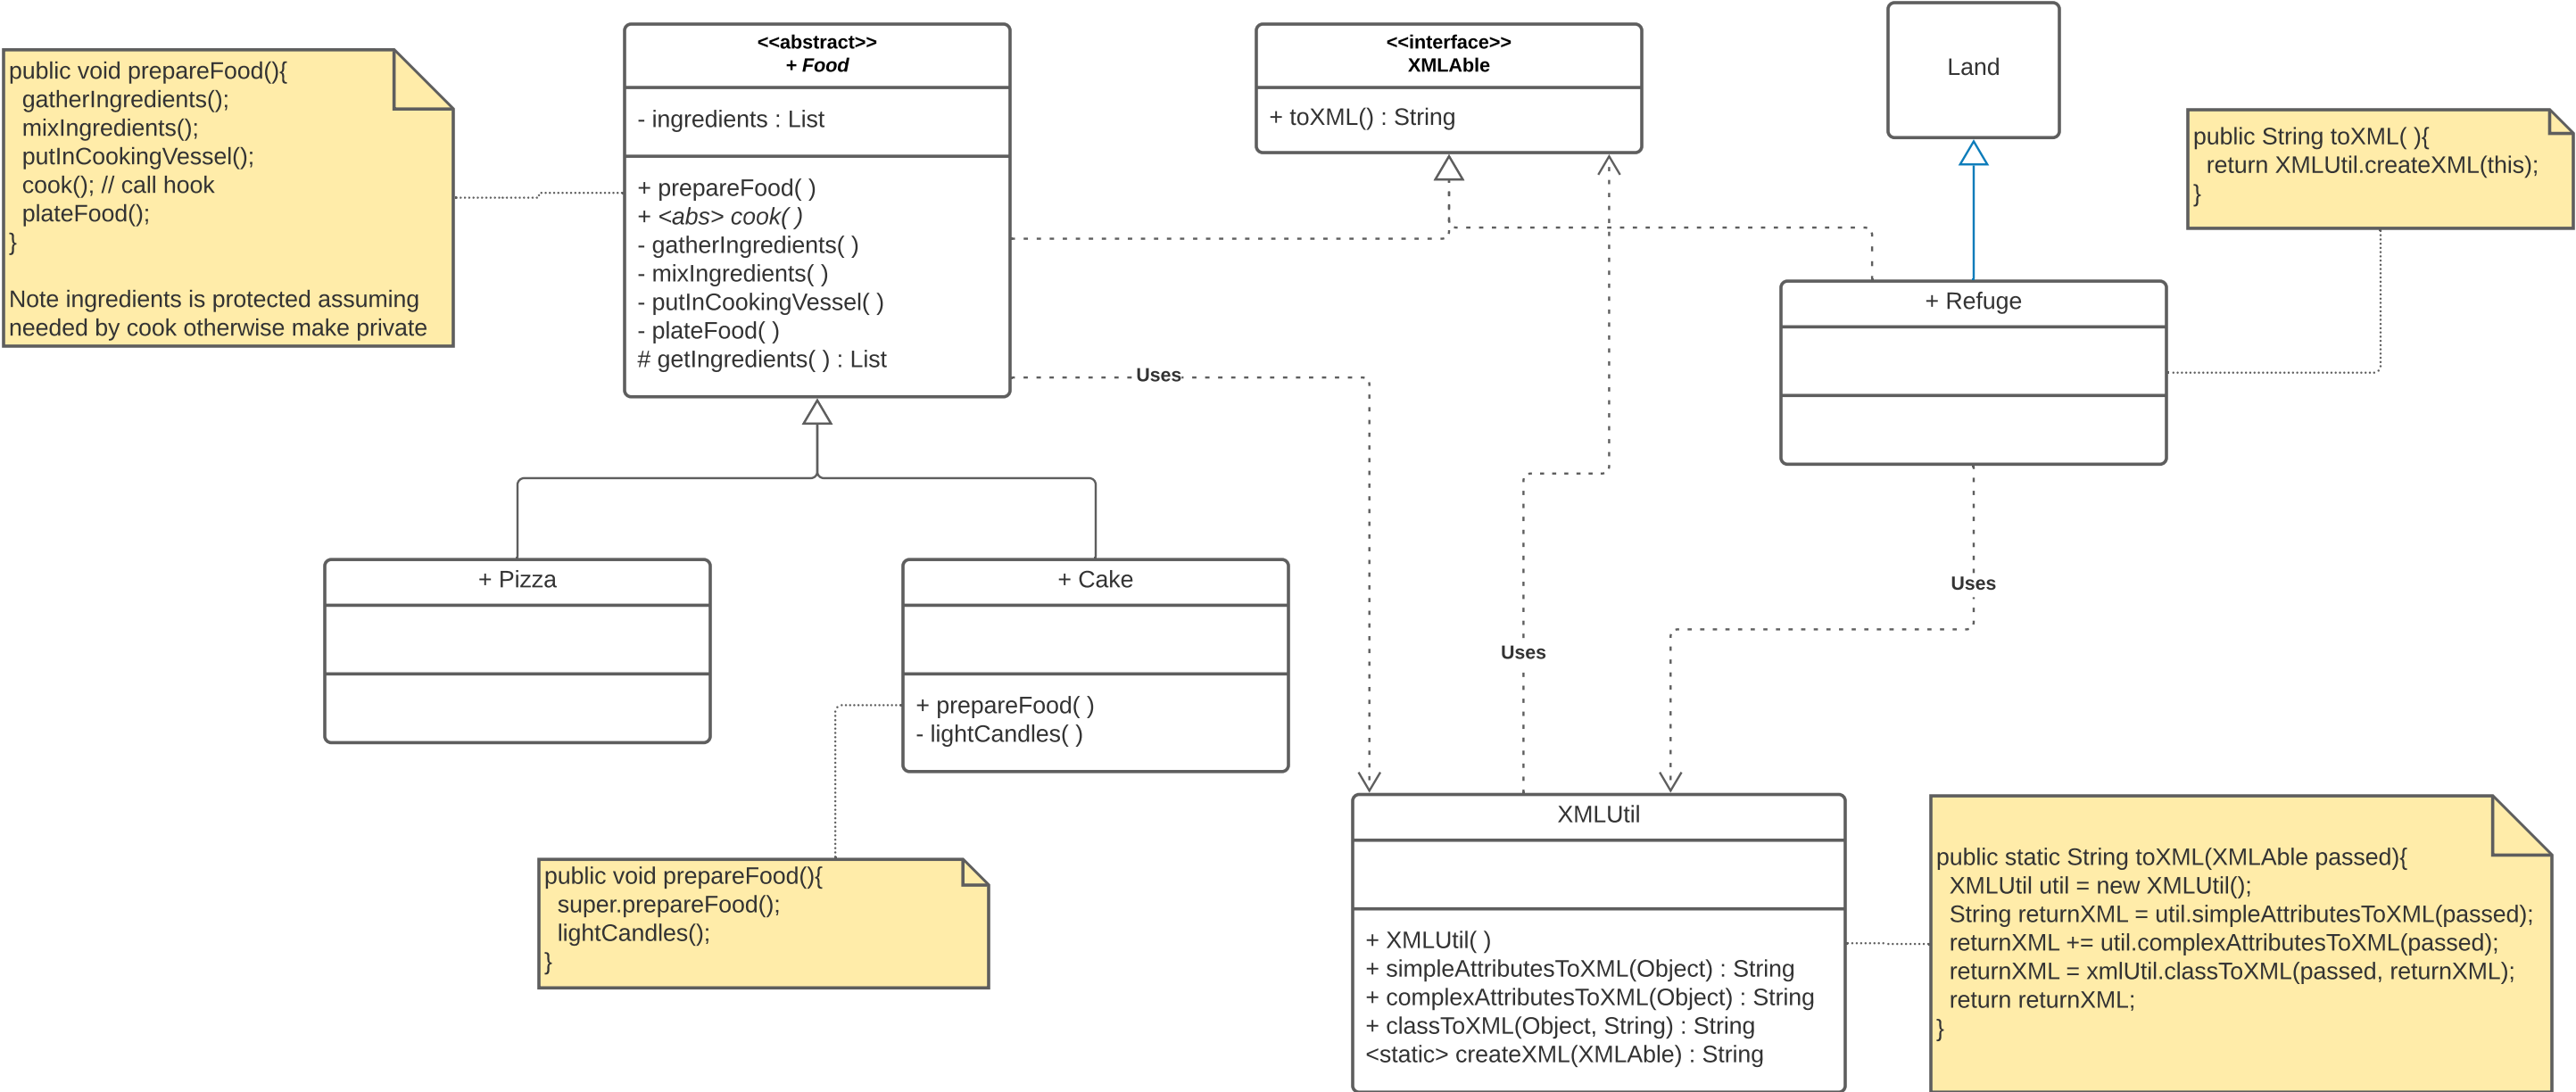 public void prepareFood(){
gatherIngredients();
mixIngredients();
putInCookingVessel();
cook(); // call hook
plateFood();
}
Note ingredients is protected assuming
needed by cook otherwise make private
<<abstract>>
+ Food
- ingredients : List
+ prepareFood( )
+ <abs> cook( )
- gatherIngredients( )
- mixIngredients( )
- putInCookingVessel( )
- plateFood( )
# getIngredients( ) : List
<<interface>>
XMLAble
+ toXML() : String
Land
public String toXML( ){
return XMLUtil.createXML(this);
}
+ Refuge
Uses
+ Pizza
+ Cake
+ prepareFood( )
- lightCandles( )
Uses
Uses
public void prepareFood(){
super.prepareFood();
lightCandles();
}
XMLUtil
+ XMLUtil( )
+ simpleAttributesToXML(Object) : String
+ complexAttributesToXML(Object) : String
+ classToXML(Object, String) : String
<static> createXML(XMLAble) : String
public static String toXML(XMLAble passed){
XMLUtil util = new XMLUtil();
String returnXML = util.simpleAttributesToXML(passed);
returnXML += util.complexAttributesToXML(passed);
returnXML = xmlUtil.classToXML(passed, returnXML);
return returnXML;
}